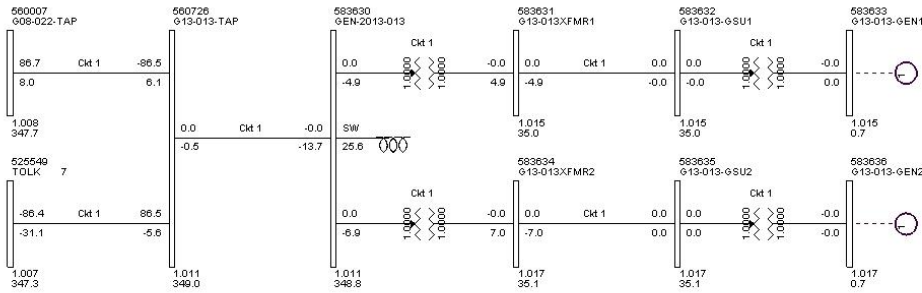 560007
G08-022-TAP
560726
G13-013-TAP
583630
GEN-2013-013
583631
G13-013XFMR1
583632
G13-013-GSU1
583633
G13-013-GEN1
86.7 Ckt 1 -86.5
8.0 6.1
0.0 Ckt 1 -0.0
-4.9 1.0000 1.0000 4.9
0.0 Ckt 1 0.0
-4.9 -0.0
0.0 Ckt 1 -0.0
-0.0 1.0000 1.0000 0.0
1
1.008
347.7
1.015
35.0
1.015
35.0
1.015
0.7
0.0 Ckt 1 -0.0
-0.5 -13.7
SW
25.6
525549
TOLK 7
583634
G13-013XFMR2
583635
G13-013-GSU2
583636
G13-013-GEN2
-86.4 Ckt 1 86.5
-31.1 -5.6
0.0 Ckt 1 -0.0
-6.9 1.0000 1.0000 7.0
0.0 Ckt 1 0.0
-7.0 0.0
0.0 Ckt 1 -0.0
0.0 1.0000 1.0000 -0.0
1
1.007
347.3
1.011
349.0
1.011
348.8
1.017
35.1
1.017
35.1
1.017
0.7